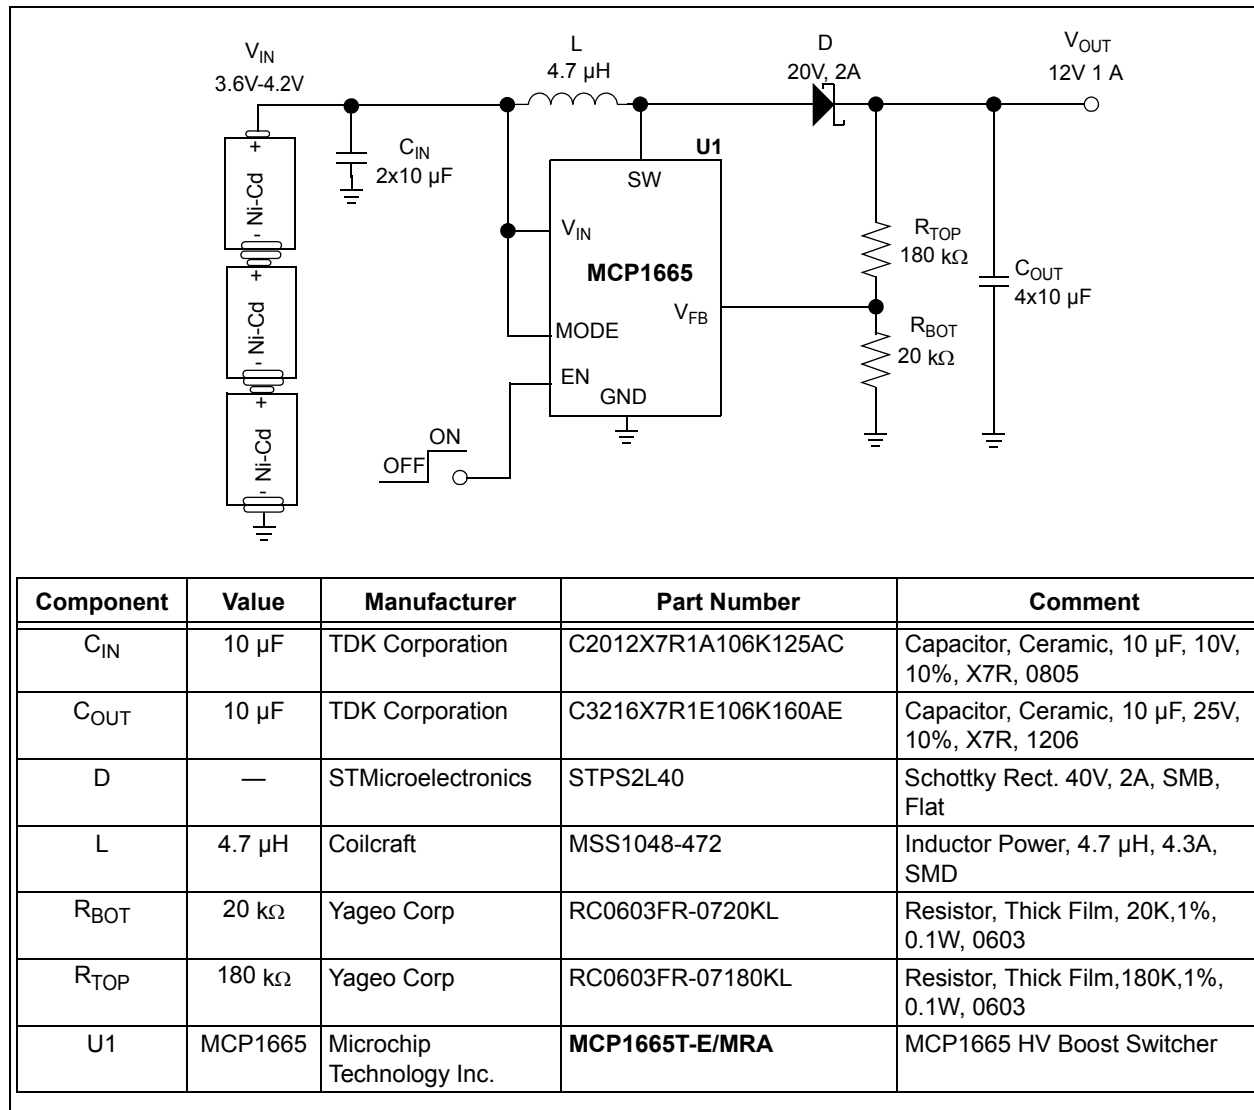 V_IN
3.6V-4.2V
L
4.7 µH
D
20V, 2A
V_OUT
12V 1 A
C_IN
2x10 µF
U1
SW
V_IN
MCP1665
MODE
EN
GND
V_FB
R_TOP
180 kΩ
R_BOT
20 kΩ
C_OUT
4x10 µF
+
Ni-Cd
-
+
Ni-Cd
-
+
Ni-Cd
-
ON
OFF
Component Value Manufacturer Part Number Comment
C_IN 10 µF TDK Corporation C2012X7R1A106K125AC Capacitor, Ceramic, 10 µF, 10V,
10%, X7R, 0805
C_OUT 10 µF TDK Corporation C3216X7R1E106K160AE Capacitor, Ceramic, 10 µF, 25V,
10%, X7R, 1206
D — STMicroelectronics STPS2L40 Schottky Rect. 40V, 2A, SMB,
Flat
L 4.7 µH Coilcraft MSS1048-472 Inductor Power, 4.7 µH, 4.3A,
SMD
R_BOT 20 kΩ Yageo Corp RC0603FR-0720KL Resistor, Thick Film, 20K,1%,
0.1W, 0603
R_TOP 180 kΩ Yageo Corp RC0603FR-07180KL Resistor, Thick Film,180K,1%,
0.1W, 0603
U1 MCP1665 Microchip MCP1665T-E/MRA MCP1665 HV Boost Switcher
Technology Inc.